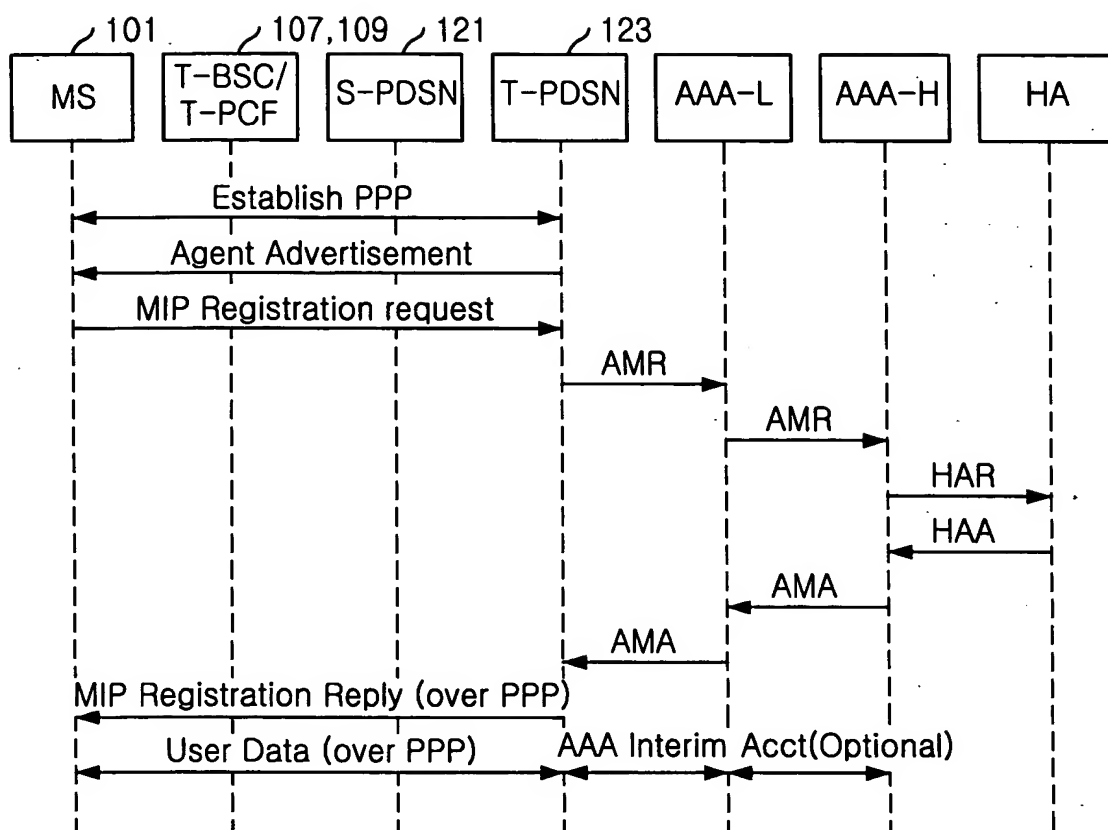 101
107,109
121
123
MS
T-BSC/
T-PCF
S-PDSN
T-PDSN
AAA-L
AAA-H
HA
Establish PPP
Agent Advertisement
MIP Registration request
AMR
AMR
HAR
HAA
AMA
AMA
MIP Registration Reply (over PPP)
User Data (over PPP)
AAA Interim Acct(Optional)